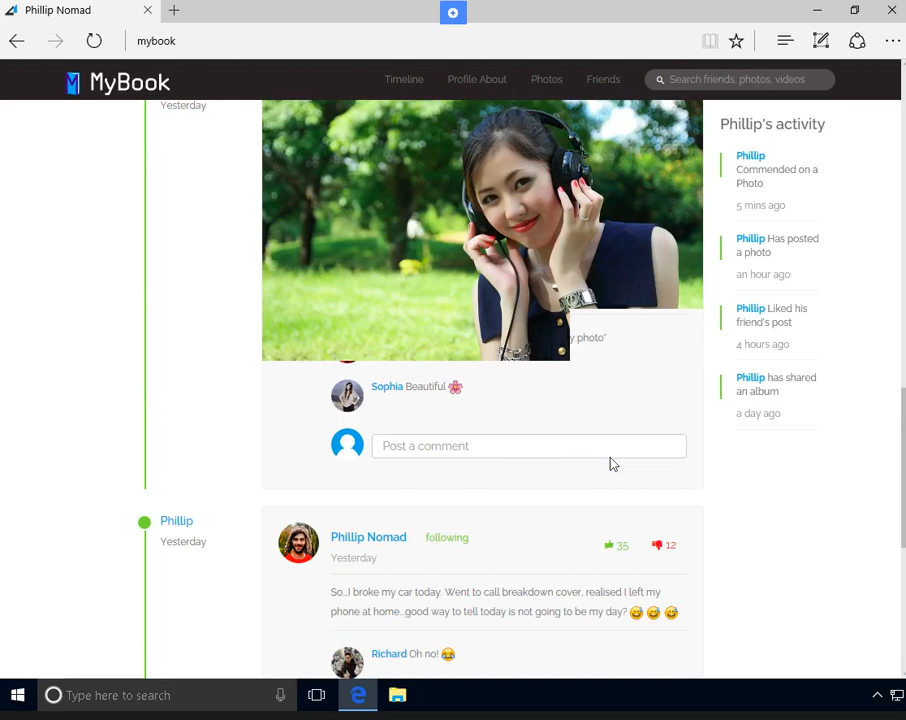 Phillip Nomad
mybook
MyBook
Timeline
Profile About
Photos
Friends
Search friends, photos, videos
Yesterday
y photo"
Sophia Beautiful
Post a comment
Phillip
Yesterday
Phillip Nomad
following
35
12
Yesterday
So...I broke my car today. Went to call breakdown cover, realised I left my
phone at home...good way to tell today is not going to be my day?
Richard Oh no!
Phillip's activity
Phillip
Commended on a
Photo
5 mins ago
Phillip Has posted
a photo
an hour ago
Phillip Liked his
friend's post
4 hours ago
Phillip has shared
an album
a day ago
Type here to search